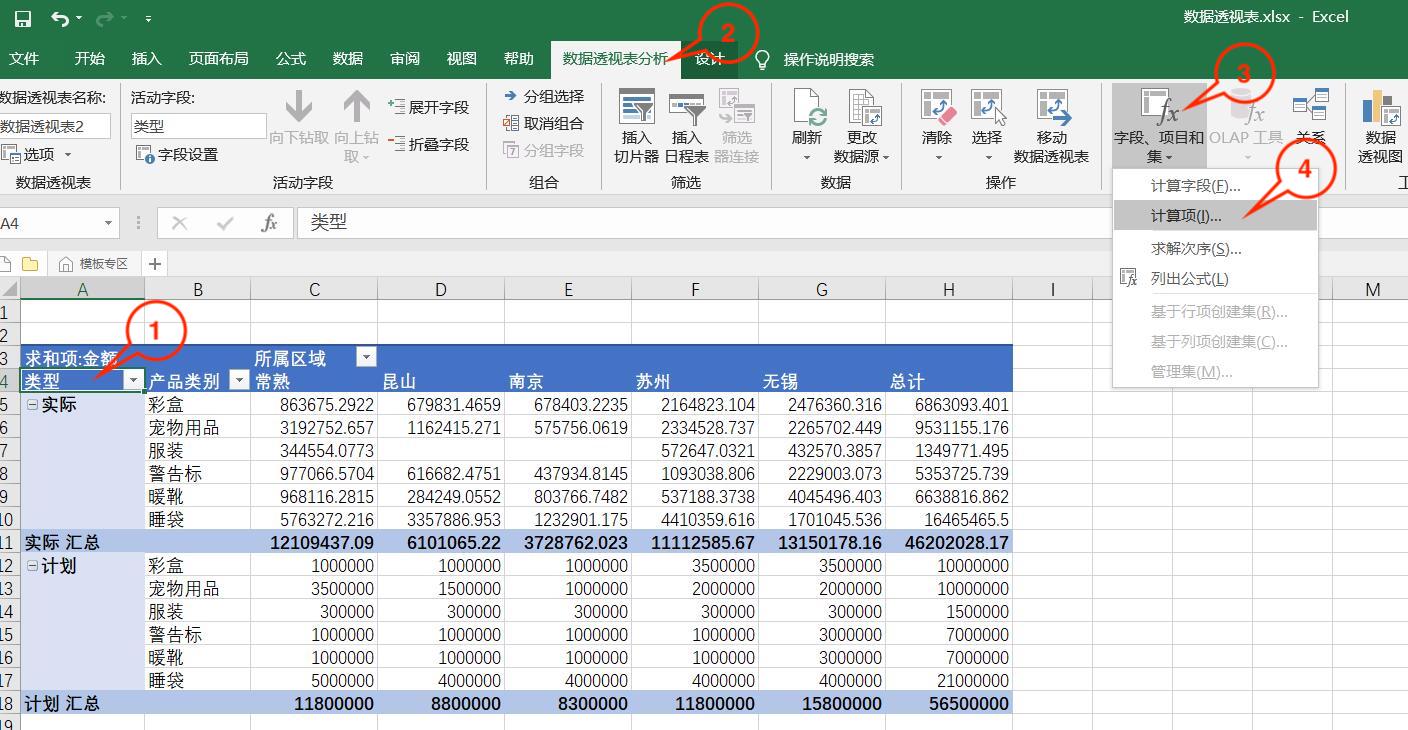 数据透视表.xlsx - Excel
文件 开始 插入 页面布局 公式 数据 审阅 视图 帮助 数据透视表分析 设计 操作说明搜索
2
3
4
1
数据透视表名称:
数据透视表2
选项
数据透视表
活动字段:
类型
字段设置
向下钻取 向上钻取
展开字段
折叠字段
活动字段
分组选择
取消组合
分组字段
组合
插入切片器
插入日程表
筛选器连接
筛选
刷新
更改数据源
数据
清除
选择
移动数据透视表
操作
字段、项目和集
OLAP 工具
关系
数据透视图
计算字段(F)...
计算项(I)...
求解次序(S)...
列出公式(L)
基于行项创建集(R)...
基于列项创建集(C)...
管理集(M)...
A4 fx 类型
模板专区
A B C D E F G H I M
1
2
3 求和项:金额 所属区域
4 类型 产品类别 常熟 昆山 南京 苏州 无锡 总计
5 实际 彩盒 863675.2922 679831.4659 678403.2235 2164823.104 2476360.316 6863093.401
6 宠物用品 3192752.657 1162415.271 575756.0619 2334528.737 2265702.449 9531155.176
7 服装 344554.0773 572647.0321 432570.3857 1349771.495
8 警告标 977066.5704 616682.4751 437934.8145 1093038.806 2229003.073 5353725.739
9 暖靴 968116.2815 284249.0552 803766.7482 537188.3738 4045496.403 6638816.862
10 睡袋 5763272.216 3357886.953 1232901.175 4410359.616 1701045.536 16465465.5
11 实际 汇总 12109437.09 6101065.22 3728762.023 11112585.67 13150178.16 46202028.17
12 计划 彩盒 1000000 1000000 1000000 3500000 3500000 10000000
13 宠物用品 3500000 1500000 1000000 2000000 2000000 10000000
14 服装 300000 300000 300000 300000 300000 1500000
15 警告标 1000000 1000000 1000000 1000000 3000000 7000000
16 暖靴 1000000 1000000 1000000 1000000 3000000 7000000
17 睡袋 5000000 4000000 4000000 4000000 4000000 21000000
18 计划 汇总 11800000 8800000 8300000 11800000 15800000 56500000
19